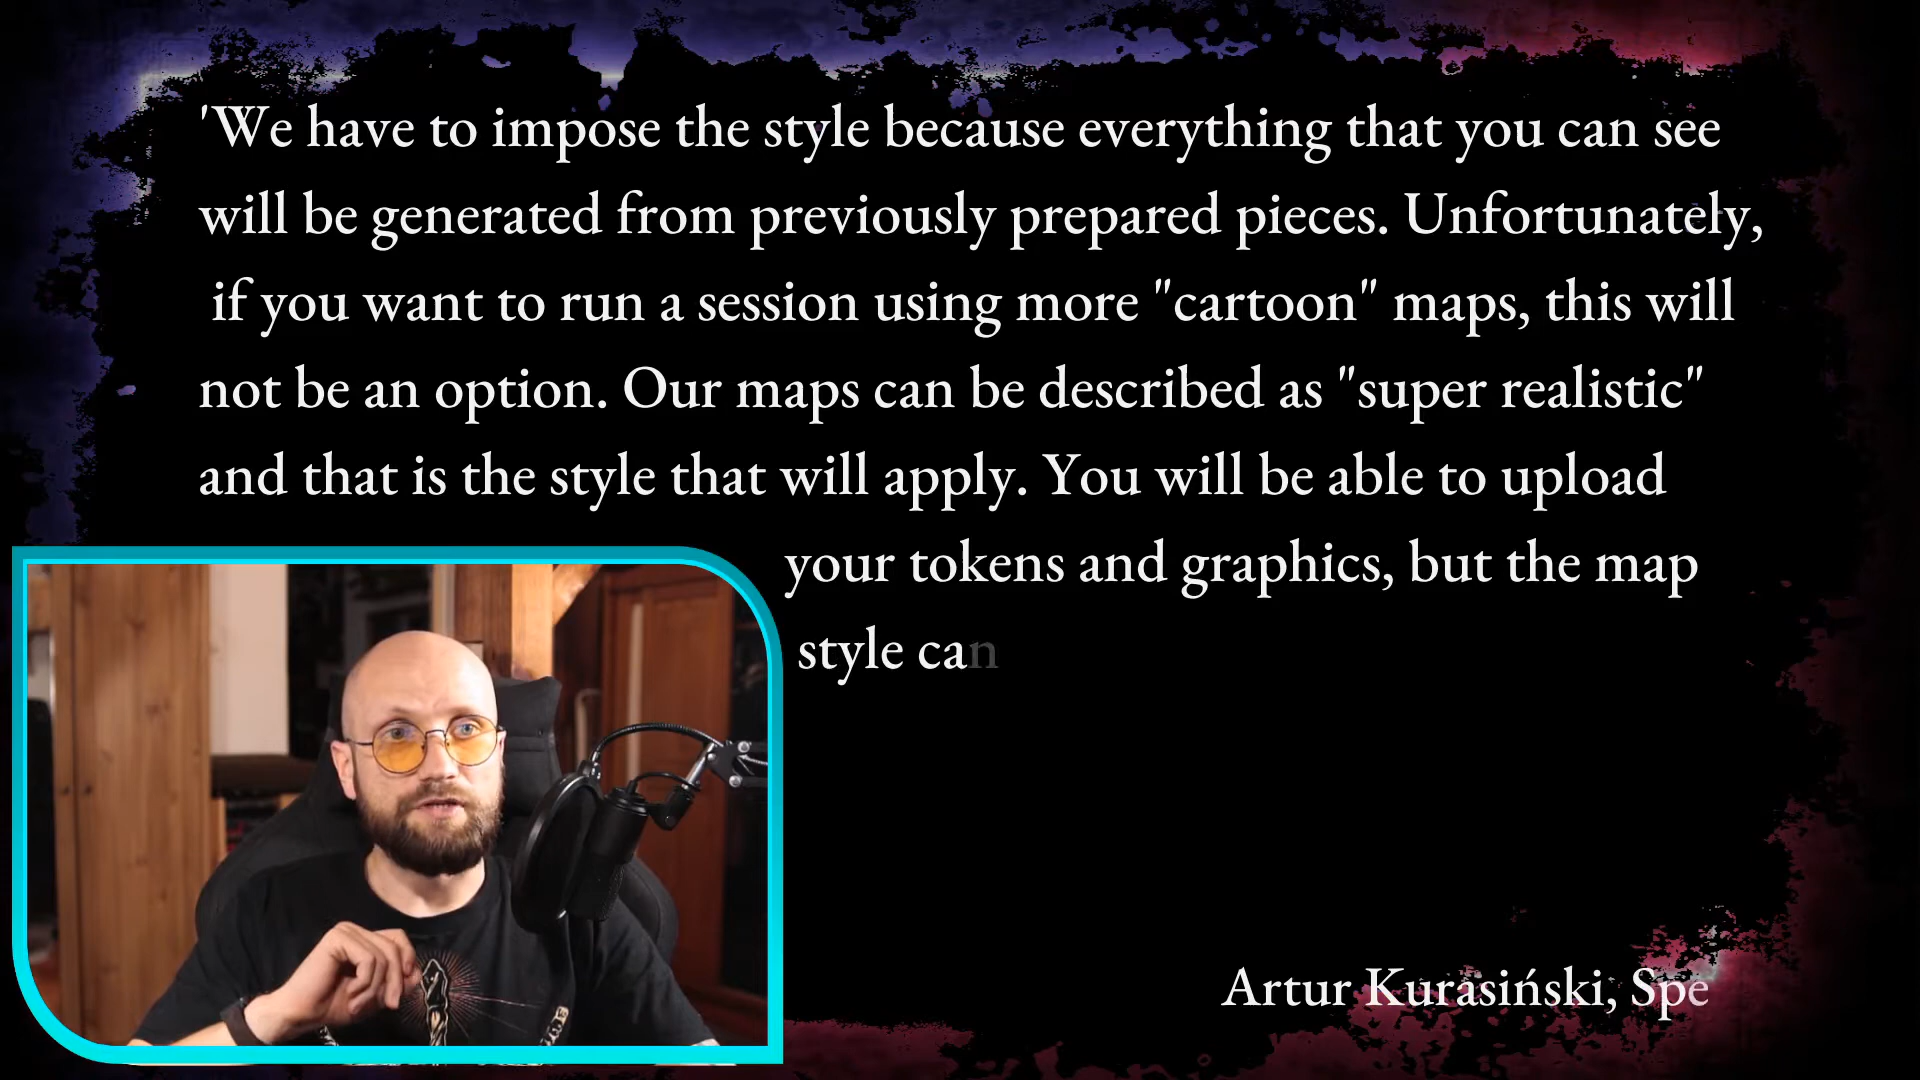 'We have to impose the style because everything that you can see
will be generated from previously prepared pieces. Unfortunately,
if you want to run a session using more "cartoon" maps, this will
not be an option. Our maps can be described as "super realistic"
and that is the style that will apply. You will be able to upload
your tokens and graphics, but the map
style can
Artur Kurasiński, Spe